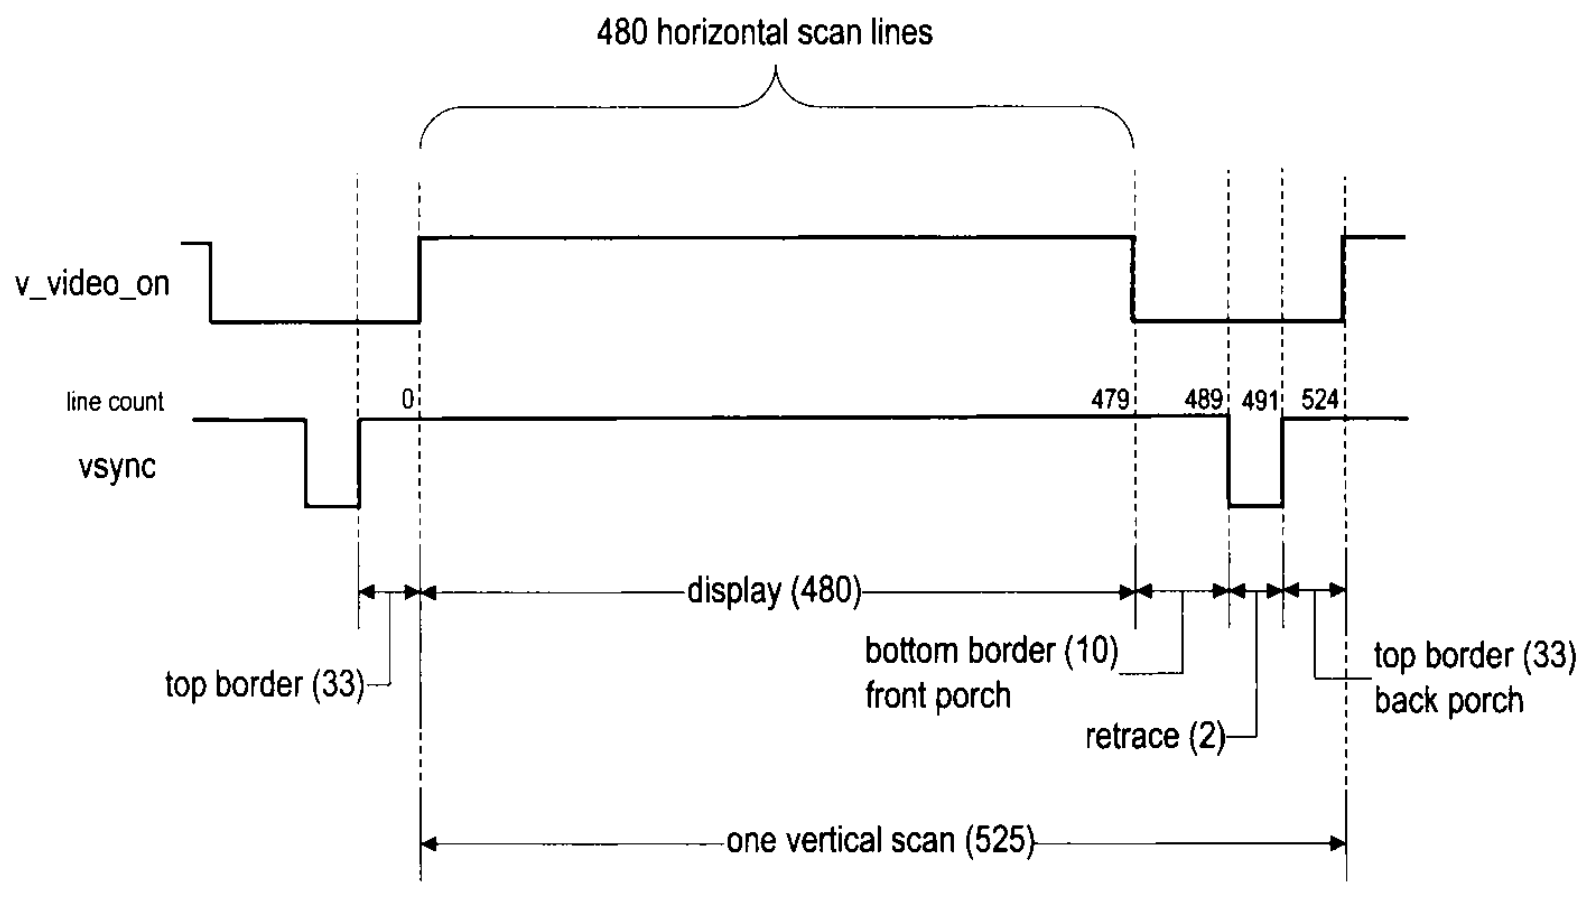 480 horizontal scan lines
v_video_on
line count
0
479
489
491
524
vsync
display (480)
top border (33)
bottom border (10)
front porch
retrace (2)
top border (33)
back porch
one vertical scan (525)